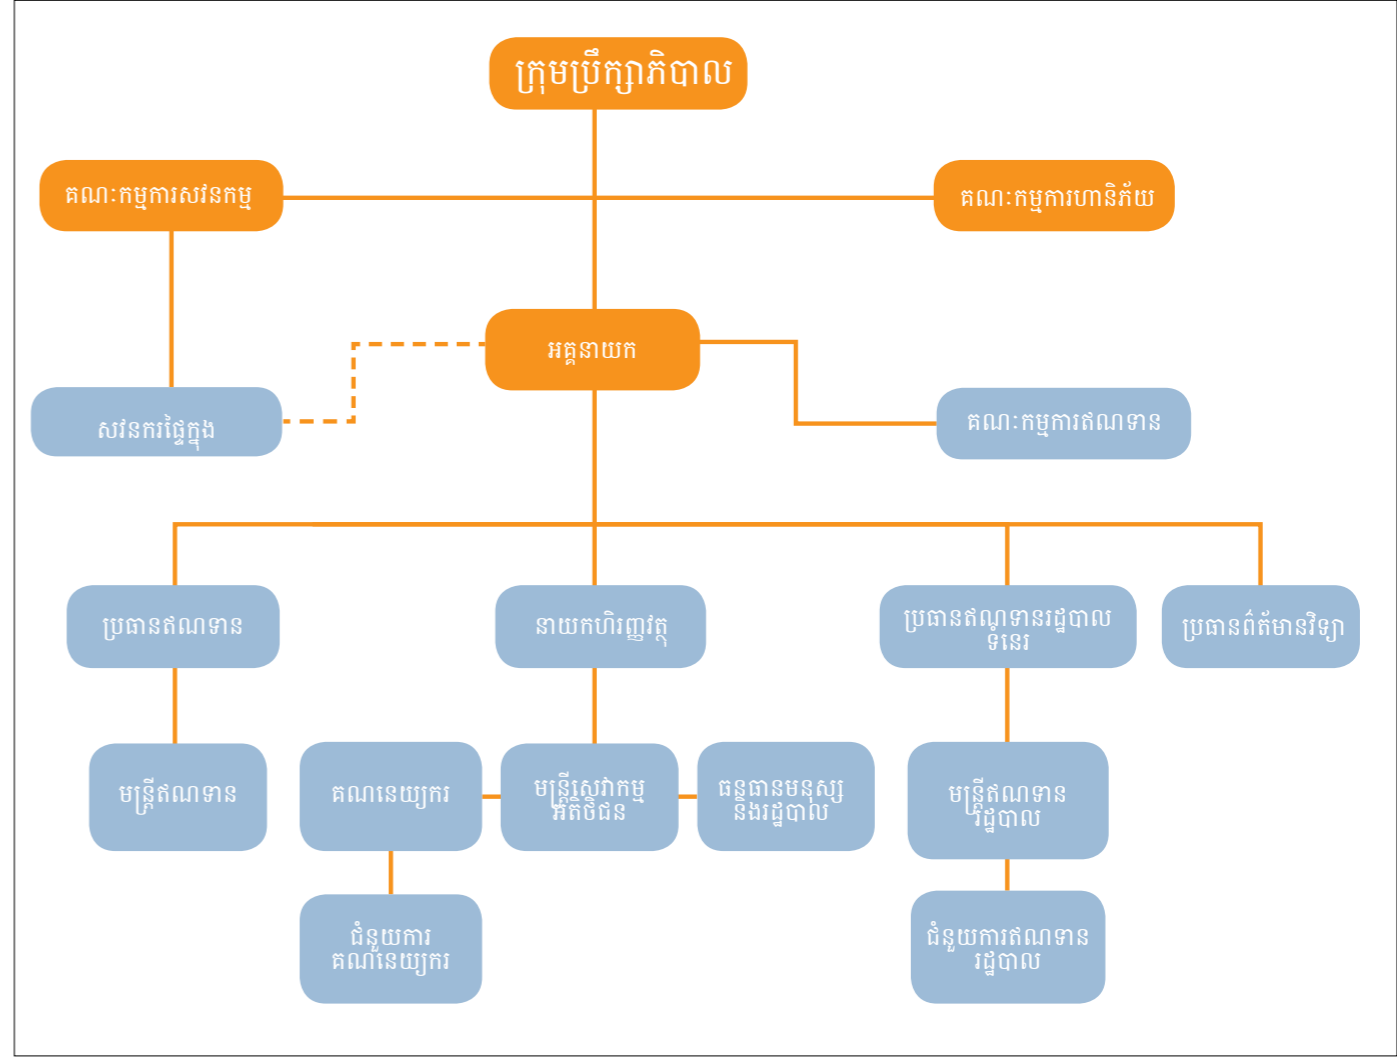 ក្រុមប្រឹក្សាភិបាល
គណៈកម្មការសវនកម្ម
គណៈកម្មការហានិភ័យ
អគ្គនាយក
សវនករផ្ទៃក្នុង
គណៈកម្មការឥណទាន
ប្រធានឥណទាន
នាយកហិរញ្ញវត្ថុ
ប្រធានឥណទានរដ្ឋបាល
ទំនេរ
ប្រធានព៌ត័មានវិទ្យា
មន្ត្រីឥណទាន
គណនេយ្យករ
មន្ត្រីសេវាកម្ម
អតិថិជន
ធនធានមនុស្ស
និងរដ្ឋបាល
មន្ត្រីឥណទាន
រដ្ឋបាល
ជំនួយការ
គណនេយ្យករ
ជំនួយការឥណទាន
រដ្ឋបាល